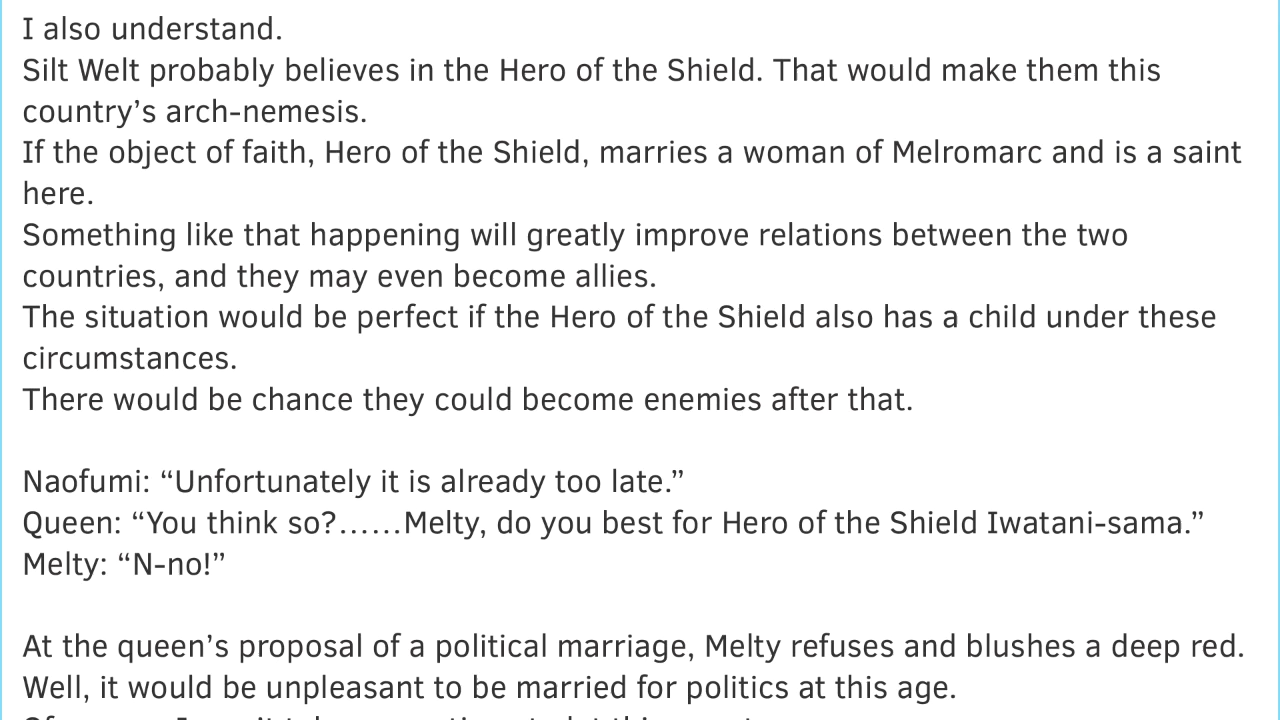 I also understand.
Silt Welt probably believes in the Hero of the Shield. That would make them this
country’s arch-nemesis.
If the object of faith, Hero of the Shield, marries a woman of Melromarc and is a saint
here.
Something like that happening will greatly improve relations between the two
countries, and they may even become allies.
The situation would be perfect if the Hero of the Shield also has a child under these
circumstances.
There would be chance they could become enemies after that.
Naofumi: “Unfortunately it is already too late.”
Queen: “You think so?……Melty, do you best for Hero of the Shield Iwatani-sama.”
Melty: “N-no!”
At the queen’s proposal of a political marriage, Melty refuses and blushes a deep red.
Well, it would be unpleasant to be married for politics at this age.